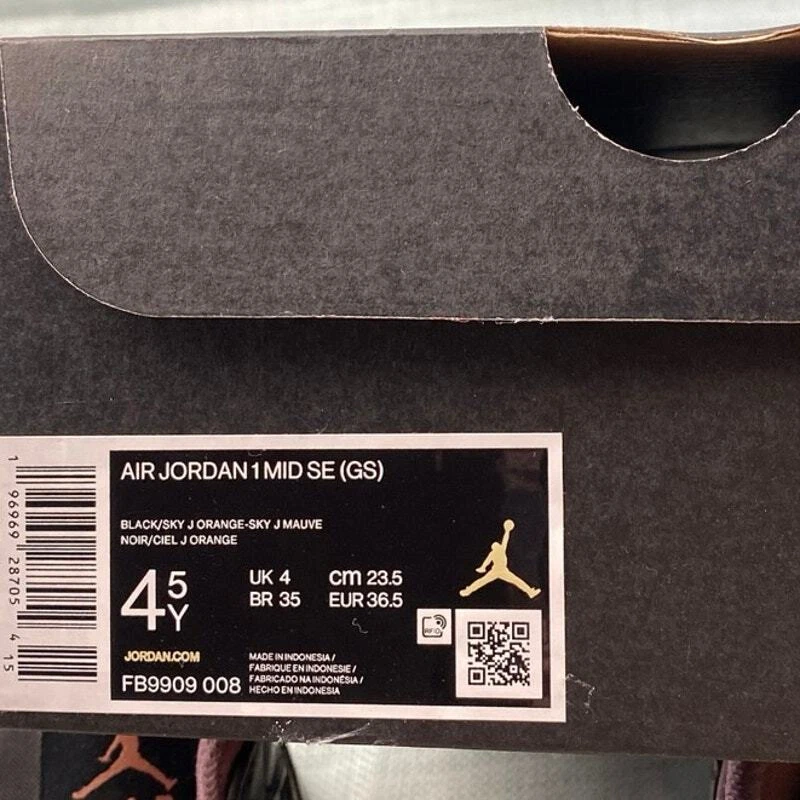 AIR JORDAN 1 MID SE (GS)
BLACK/SKY J ORANGE-SKY J MAUVE
NOIR/CIEL J ORANGE
4 5 Y
UK 4 cm 23.5
BR 35 EUR 36.5
RFID
JORDAN.COM
FB9909 008
MADE IN INDONESIA /
FABRIQUE EN INDONESIE /
FABRICADO NA INDONÉSIA /
HECHO EN INDONESIA
1 96969 28705 4 15